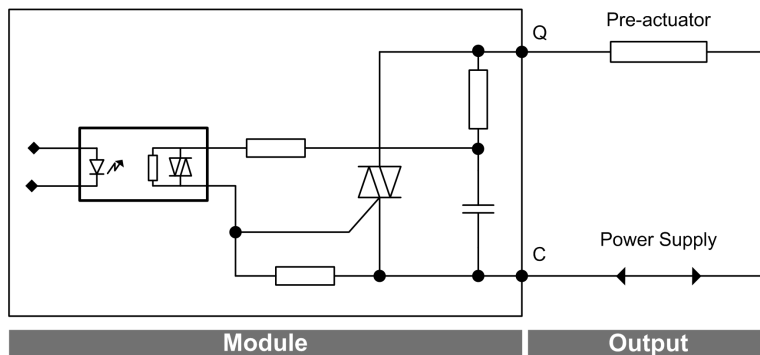 Q
Pre-actuator
C
Power Supply
Module
Output